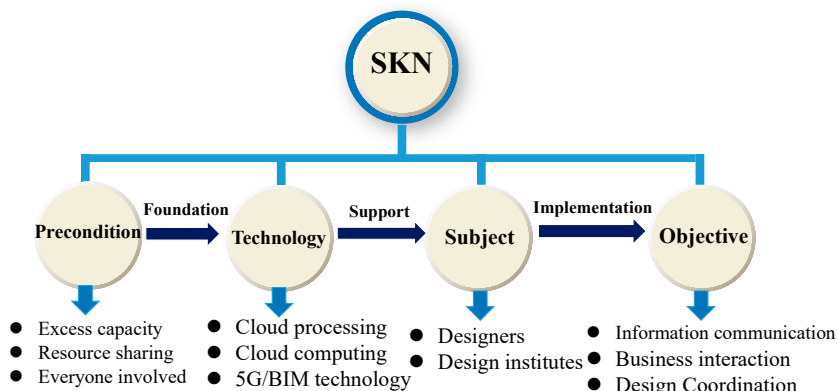 SKN
Foundation
Support
Implementation
Precondition
Technology
Subject
Objective
● Excess capacity
● Resource sharing
● Everyone involved
● Cloud processing
● Cloud computing
● 5G/BIM technology
● Designers
● Design institutes
● Information communication
● Business interaction
● Design Coordination